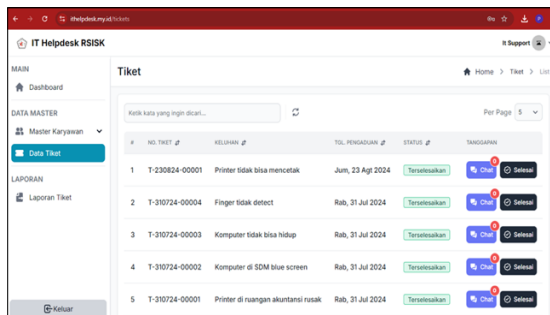 ithelpdesk.my.id/tickets
IT Helpdesk RSISK
It Support
MAIN
Dashboard
DATA MASTER
Master Karyawan
Data Tiket
LAPORAN
Laporan Tiket
Keluar
Tiket
Home > Tiket > List
Ketik kata yang ingin dicari...
Per Page 5
# NO. TIKET KELUHAN TGL. PENGADUAN STATUS TANGGAPAN
1 T-230824-00001 Printer tidak bisa mencetak Jum, 23 Agt 2024 Terselesaikan Chat 0 Selesai
2 T-310724-00004 Finger tidak detect Rab, 31 Jul 2024 Terselesaikan Chat 0 Selesai
3 T-310724-00003 Komputer tidak bisa hidup Rab, 31 Jul 2024 Terselesaikan Chat 0 Selesai
4 T-310724-00002 Komputer di SDM blue screen Rab, 31 Jul 2024 Terselesaikan Chat 0 Selesai
5 T-310724-00001 Printer di ruangan akuntansi rusak Rab, 31 Jul 2024 Terselesaikan Chat 0 Selesai